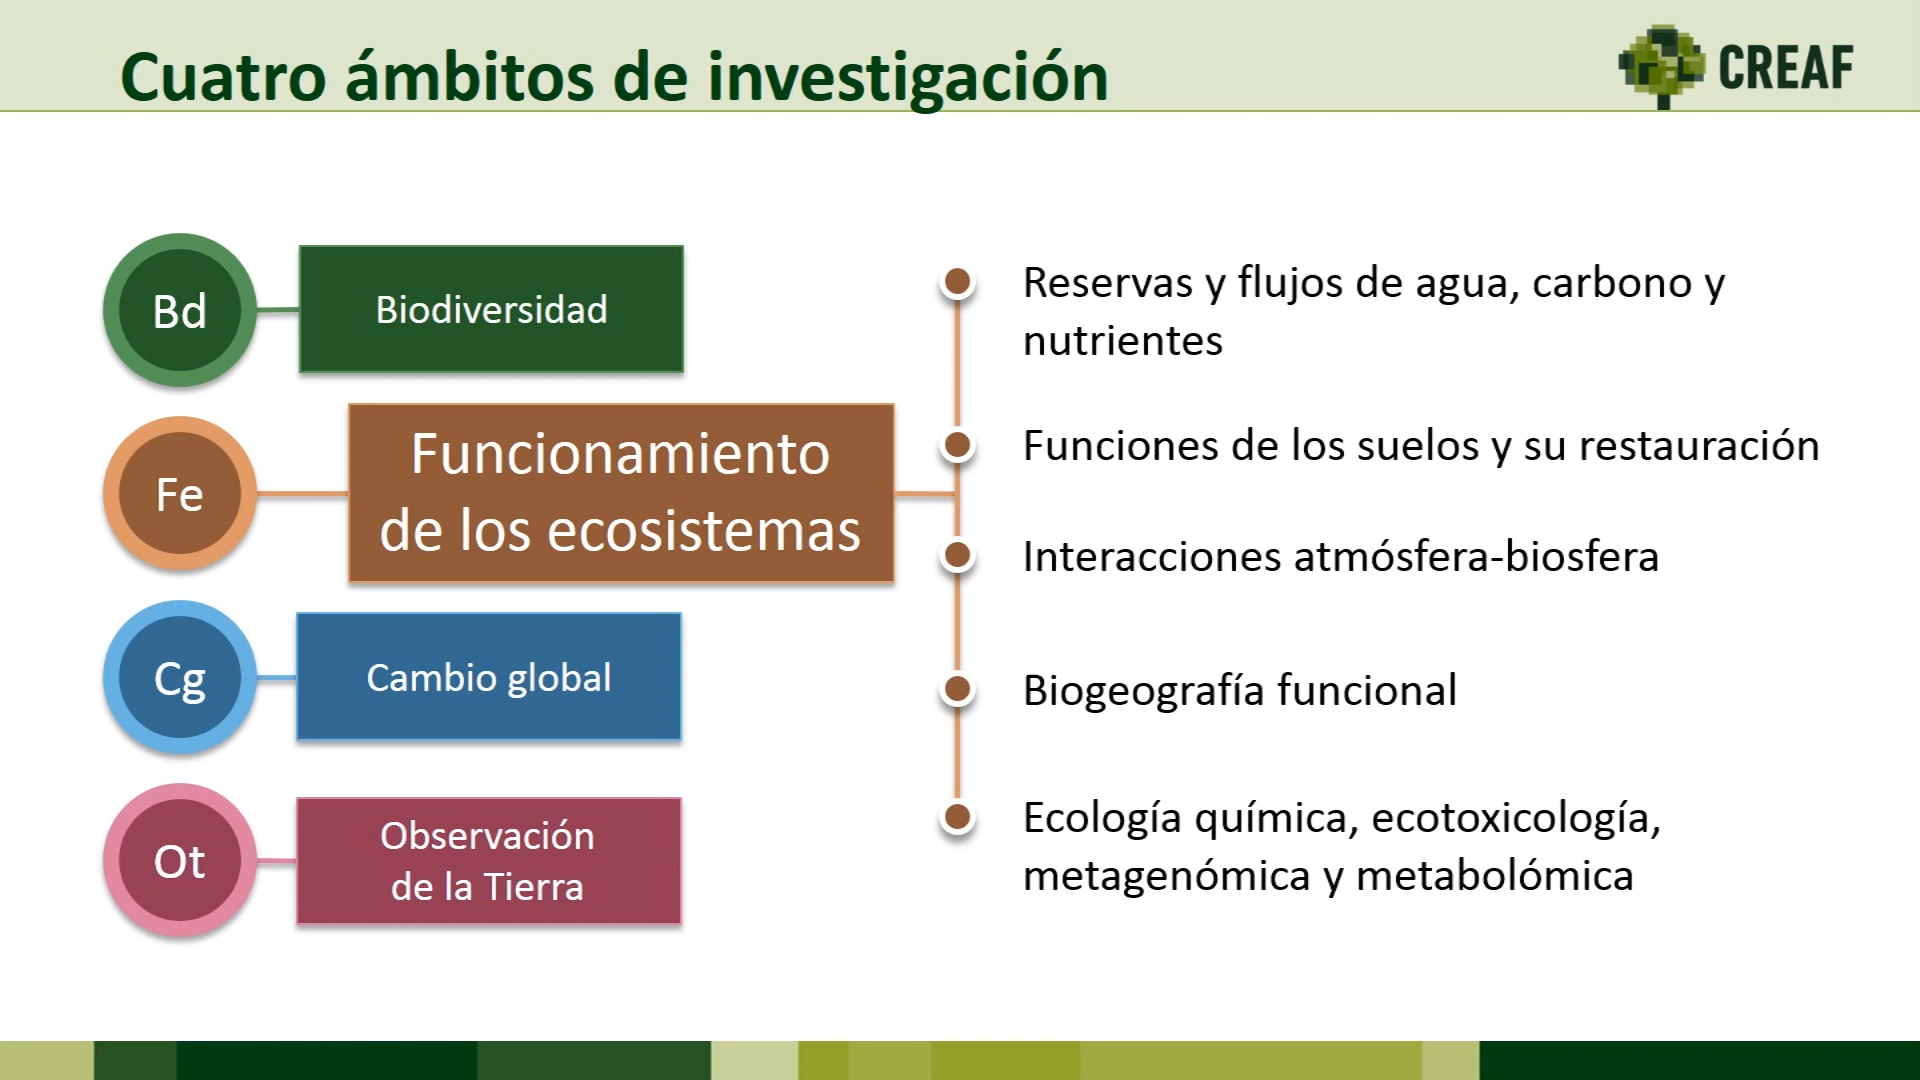 Cuatro ámbitos de investigación
CREAF
Bd
Biodiversidad
Fe
Funcionamiento
de los ecosistemas
Cg
Cambio global
Ot
Observación
de la Tierra
Reservas y flujos de agua, carbono y
nutrientes
Funciones de los suelos y su restauración
Interacciones atmósfera-biosfera
Biogeografía funcional
Ecología química, ecotoxicología,
metagenómica y metabolómica